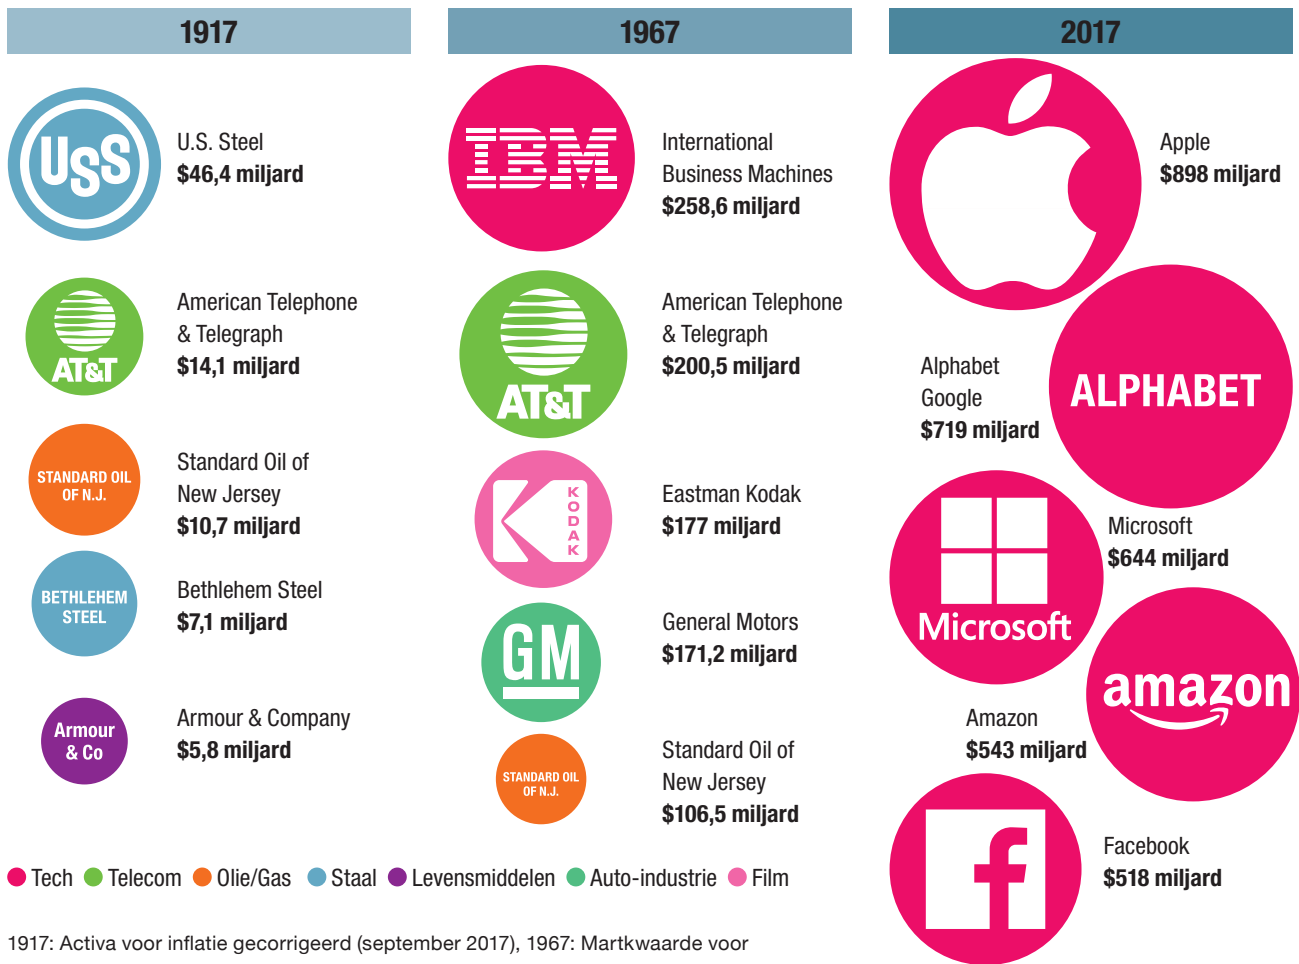 1917
USS
U.S. Steel
$46,4 miljard
AT&T
American Telephone
& Telegraph
$14,1 miljard
STANDARD OIL
OF N.J.
Standard Oil of
New Jersey
$10,7 miljard
BETHLEHEM
STEEL
Bethlehem Steel
$7,1 miljard
Armour
& Co
Armour & Company
$5,8 miljard
1967
IBM
International
Business Machines
$258,6 miljard
AT&T
American Telephone
& Telegraph
$200,5 miljard
KODAK
Eastman Kodak
$177 miljard
GM
General Motors
$171,2 miljard
STANDARD OIL
OF N.J.
Standard Oil of
New Jersey
$106,5 miljard
2017
Apple
$898 miljard
Alphabet
Google
$719 miljard
ALPHABET
Microsoft
Microsoft
$644 miljard
Amazon
$543 miljard
amazon
f
Facebook
$518 miljard
Tech Telecom Olie/Gas Staal Levensmiddelen Auto-industrie Film
1917: Activa voor inflatie gecorrigeerd (september 2017), 1967: Martkwaarde voor